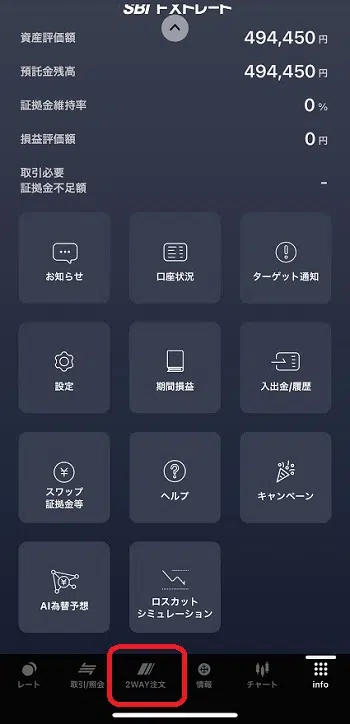 SBI FXトレード
資産評価額 494,450 円
預託金残高 494,450 円
証拠金維持率 0 %
損益評価額 0 円
取引必要
証拠金不足額 -
お知らせ 口座状況 ターゲット通知
設定 期間損益 入出金/履歴
スワップ
証拠金等 ヘルプ キャンペーン
AI為替予想 ロスカット
シミュレーション
レート 取引/照会 2WAY注文 情報 チャート info